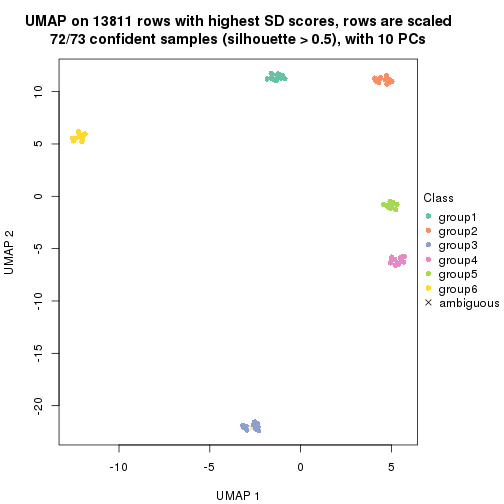 UMAP on 13811 rows with highest SD scores, rows are scaled
72/73 confident samples (silhouette > 0.5), with 10 PCs
10
5
0
-5
-10
-15
-20
UMAP 2
-10
-5
0
5
UMAP 1
Class
group1
group2
group3
group4
group5
group6
ambiguous